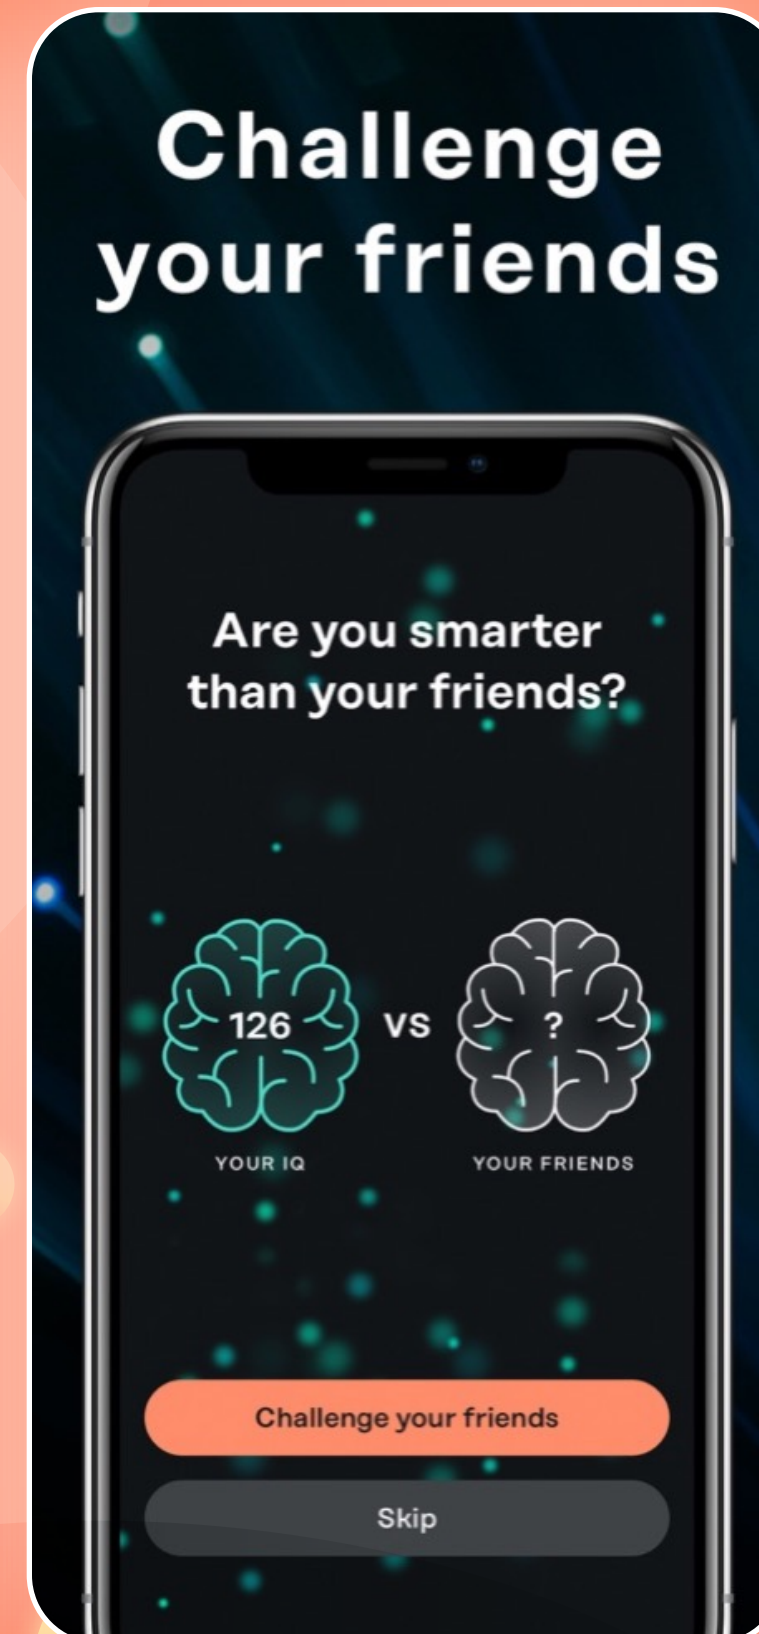 Challenge
your friends
Are you smarter
than your friends?
126
VS
?
YOUR IQ
YOUR FRIENDS
Challenge your friends
Skip